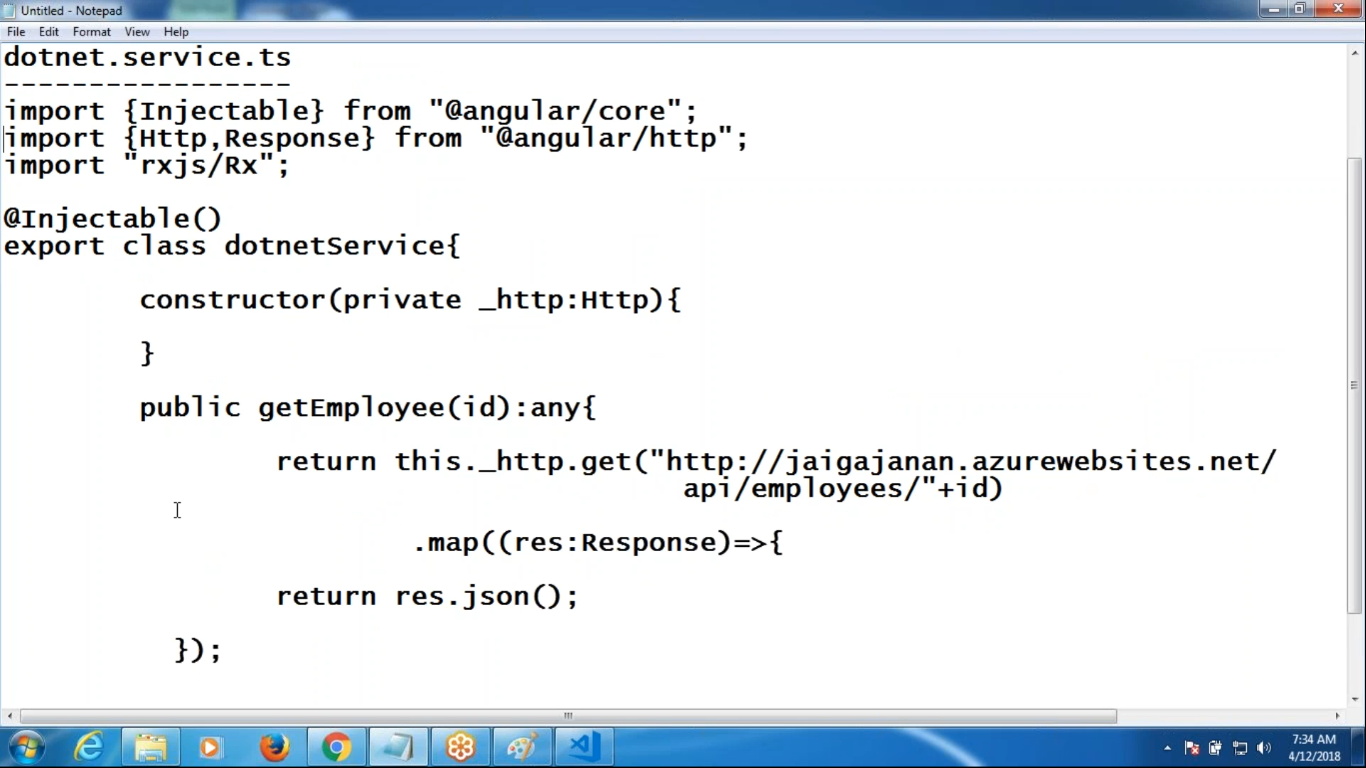 Untitled - Notepad
File Edit Format View Help
dotnet.service.ts
-----------------
import {Injectable} from "@angular/core";
import {Http,Response} from "@angular/http";
import "rxjs/Rx";
@Injectable()
export class dotnetService{
constructor(private _http:Http){
}
public getEmployee(id):any{
return this._http.get("http://jaigajanan.azurewebsites.net/
api/employees/"+id)
.map((res:Response)=>{
return res.json();
});
7:34 AM
4/12/2018